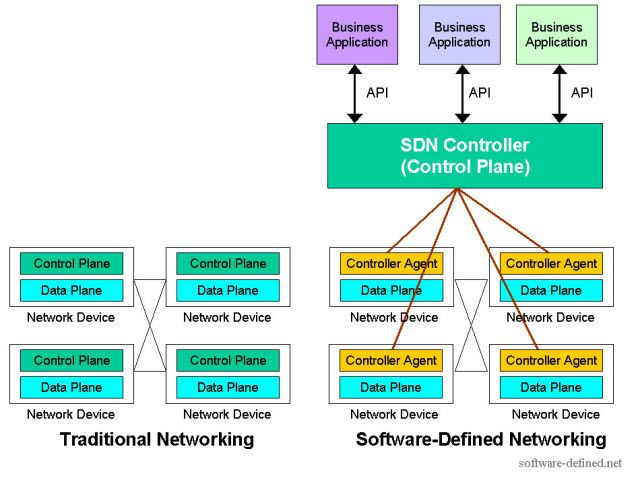 Business
Application
Business
Application
Business
Application
API
API
API
SDN Controller
(Control Plane)
Control Plane
Data Plane
Network Device
Control Plane
Data Plane
Network Device
Control Plane
Data Plane
Network Device
Control Plane
Data Plane
Network Device
Traditional Networking
Controller Agent
Data Plane
Network Device
Controller Agent
Data Plane
Network Device
Controller Agent
Data Plane
Network Device
Controller Agent
Data Plane
Network Device
Software-Defined Networking
software-defined.net